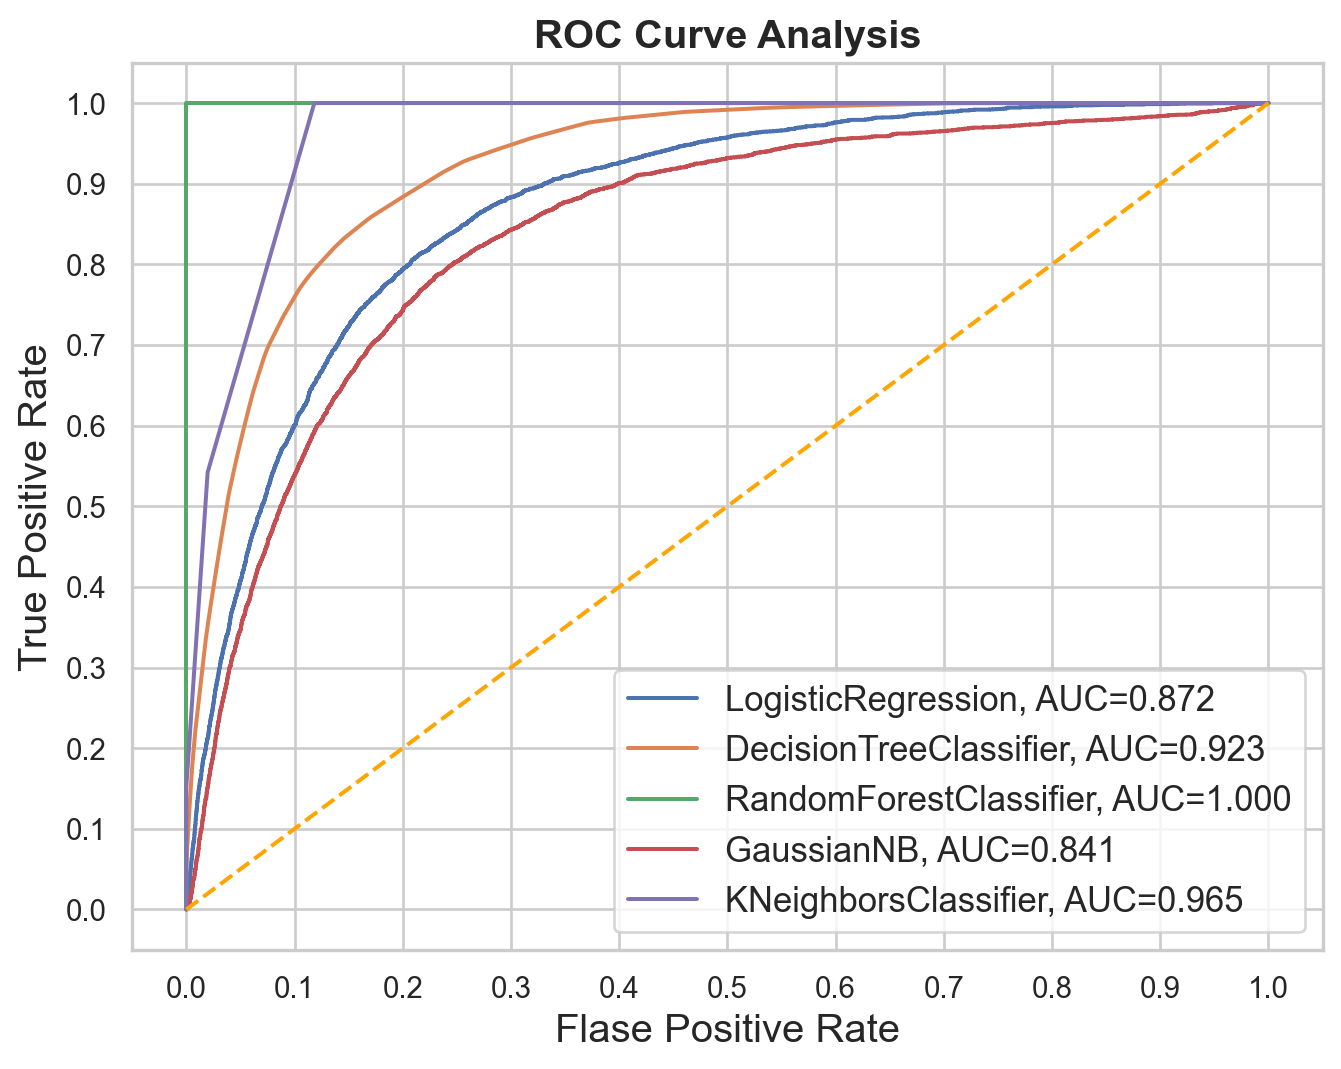 ROC Curve Analysis
1.0
0.9
0.8
0.7
0.6
0.5
0.4
0.3
0.2
0.1
0.0
True Positive Rate
LogisticRegression, AUC=0.872
DecisionTreeClassifier, AUC=0.923
RandomForestClassifier, AUC=1.000
GaussianNB, AUC=0.841
KNeighborsClassifier, AUC=0.965
0.0 0.1 0.2 0.3 0.4 0.5 0.6 0.7 0.8 0.9 1.0
Flase Positive Rate